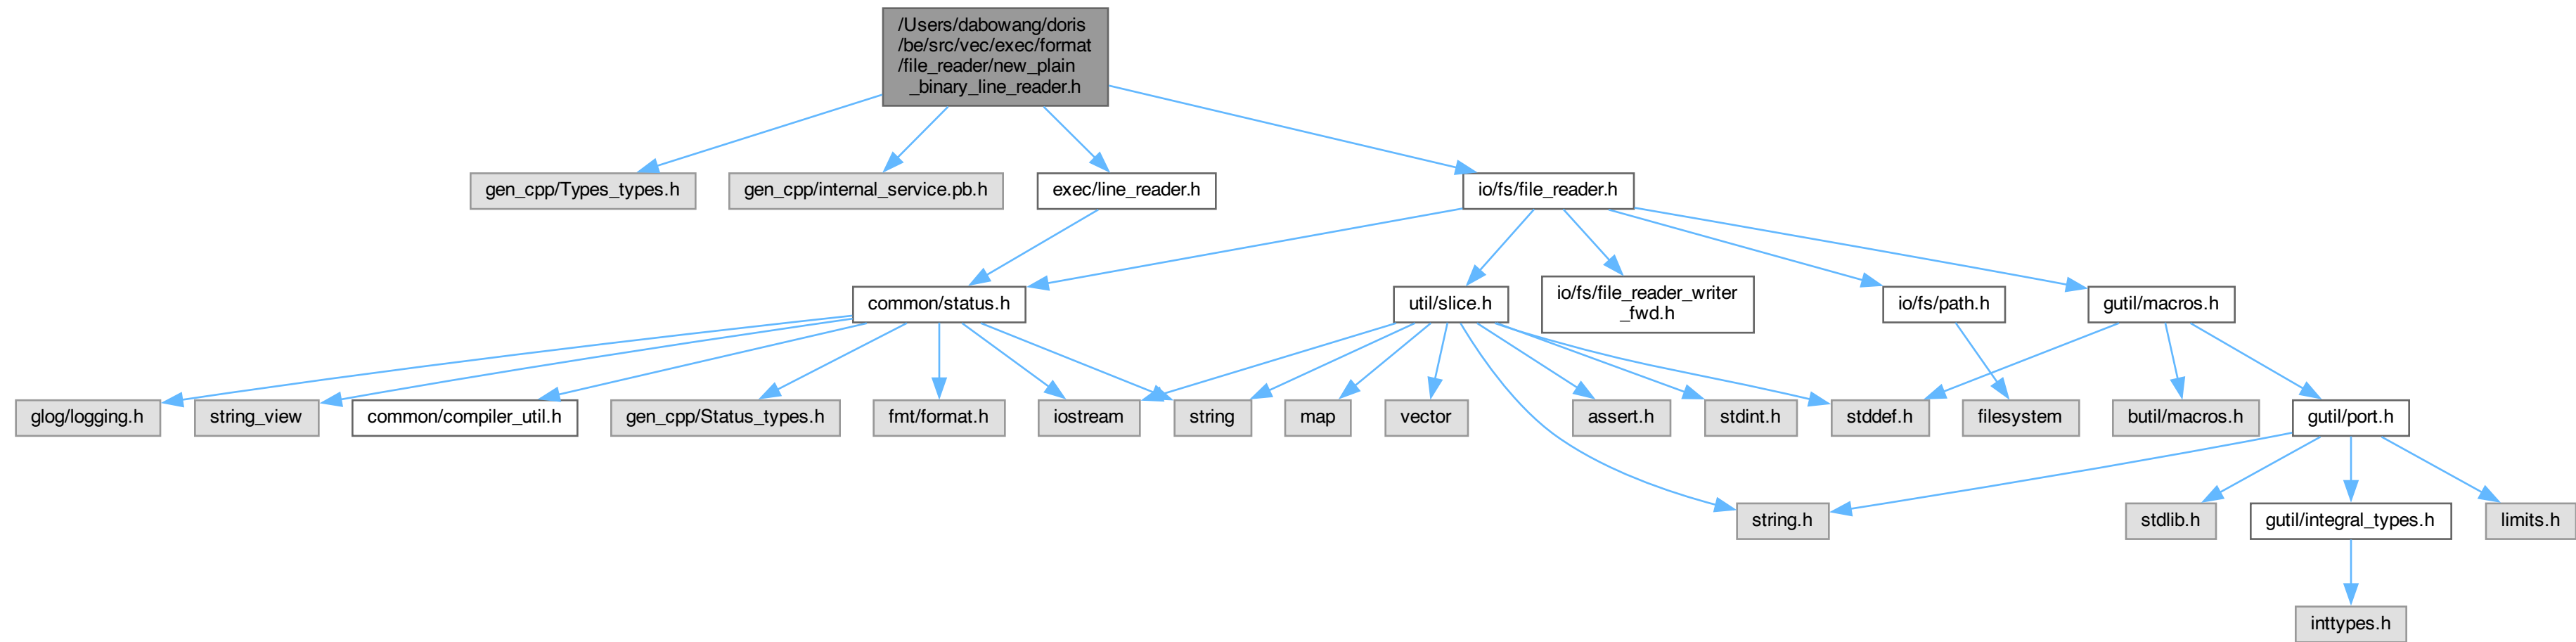 /Users/dabowang/doris
/be/src/vec/exec/format
/file_reader/new_plain
_binary_line_reader.h
gen_cpp/Types_types.h
gen_cpp/internal_service.pb.h
exec/line_reader.h
io/fs/file_reader.h
common/status.h
util/slice.h
io/fs/file_reader_writer
_fwd.h
io/fs/path.h
gutil/macros.h
glog/logging.h
string_view
common/compiler_util.h
gen_cpp/Status_types.h
fmt/format.h
iostream
string
map
vector
assert.h
stdint.h
stddef.h
filesystem
butil/macros.h
gutil/port.h
string.h
stdlib.h
gutil/integral_types.h
limits.h
inttypes.h